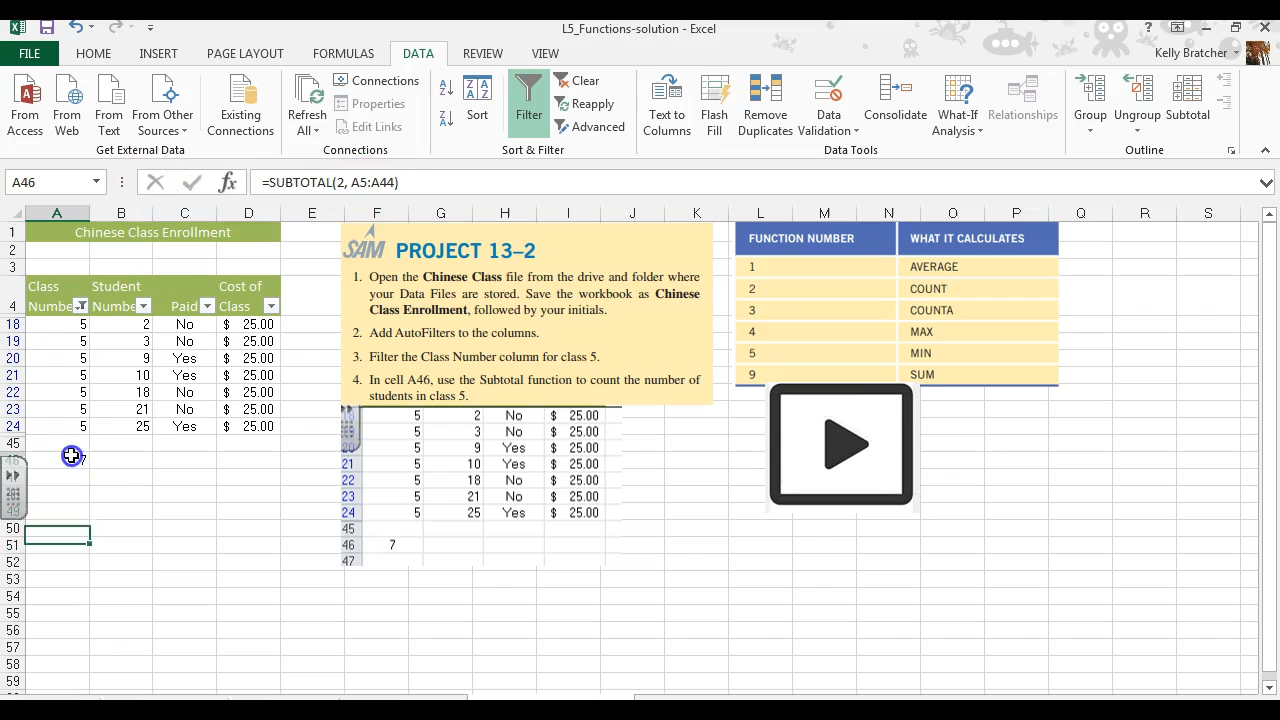 L5_Functions-solution - Excel
FILE HOME INSERT PAGE LAYOUT FORMULAS DATA REVIEW VIEW Kelly Bratcher
From Access From Web From Text From Other Sources Existing Connections
Get External Data
Refresh All Connections Properties Edit Links
Connections
Sort Filter Clear Reapply Advanced
Sort & Filter
Text to Columns Flash Fill Remove Duplicates Data Validation Consolidate What-If Analysis Relationships
Data Tools
Group Ungroup Subtotal
Outline
A46 fx =SUBTOTAL(2, A5:A44)
A B C D E F G H I J K L M N O P Q R S
1 Chinese Class Enrollment
2
3
4 Class Numbe Student Numbe Paid Cost of Class
18 5 2 No $ 25.00
19 5 3 No $ 25.00
20 5 9 Yes $ 25.00
21 5 10 Yes $ 25.00
22 5 18 No $ 25.00
23 5 21 No $ 25.00
24 5 25 Yes $ 25.00
45
7
50
51
52
53
54
55
56
57
58
SAM PROJECT 13–2
1. Open the Chinese Class file from the drive and folder where
your Data Files are stored. Save the workbook as Chinese
Class Enrollment, followed by your initials.
2. Add AutoFilters to the columns.
3. Filter the Class Number column for class 5.
4. In cell A46, use the Subtotal function to count the number of
students in class 5.
5 2 No $ 25.00
5 3 No $ 25.00
5 9 Yes $ 25.00
21 5 10 Yes $ 25.00
22 5 18 No $ 25.00
23 5 21 No $ 25.00
24 5 25 Yes $ 25.00
45
46 7
47
FUNCTION NUMBER WHAT IT CALCULATES
1 AVERAGE
2 COUNT
3 COUNTA
4 MAX
5 MIN
9 SUM